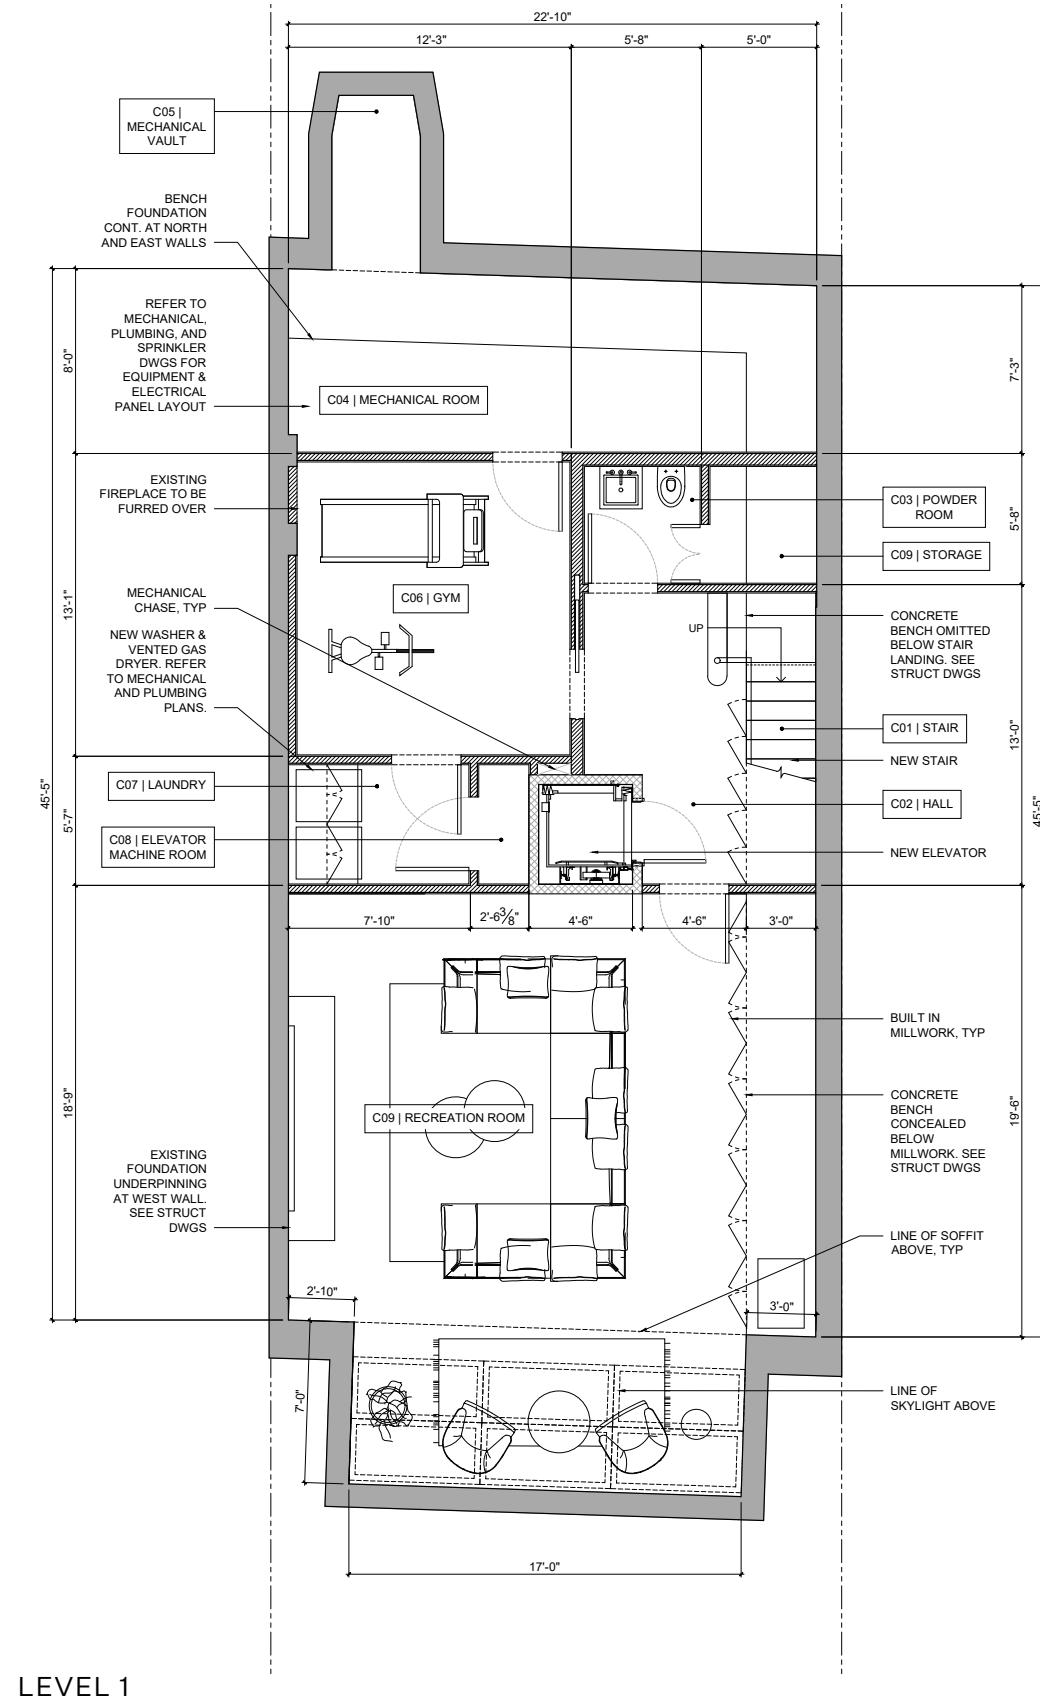 22'-10"
12'-3"
5'-8"
5'-0"
C05 |
MECHANICAL
VAULT
BENCH
FOUNDATION
CONT. AT NORTH
AND EAST WALLS
REFER TO
MECHANICAL,
PLUMBING, AND
SPRINKLER
DWGS FOR
EQUIPMENT &
ELECTRICAL
PANEL LAYOUT
8'-0"
7'-3"
C04 | MECHANICAL ROOM
EXISTING
FIREPLACE TO BE
FURRED OVER
C03 | POWDER
ROOM
5'-8"
C09 | STORAGE
MECHANICAL
CHASE, TYP
13'-1"
C06 | GYM
NEW WASHER &
VENTED GAS
DRYER. REFER
TO MECHANICAL
AND PLUMBING
PLANS.
UP
CONCRETE
BENCH OMITTED
BELOW STAIR
LANDING. SEE
STRUCT DWGS
C01 | STAIR
13'-0"
NEW STAIR
C07 | LAUNDRY
C02 | HALL
45'-5"
5'-7"
45'-5"
C08 | ELEVATOR
MACHINE ROOM
NEW ELEVATOR
7'-10"
2'-6 3/8"
4'-6"
4'-6"
3'-0"
BUILT IN
MILLWORK, TYP
18'-9"
C09 | RECREATION ROOM
19'-6"
CONCRETE
BENCH
CONCEALED
BELOW
MILLWORK. SEE
STRUCT DWGS
EXISTING
FOUNDATION
UNDERPINNING
AT WEST WALL.
SEE STRUCT
DWGS
LINE OF SOFFIT
ABOVE, TYP
2'-10"
3'-0"
7'-0"
LINE OF
SKYLIGHT ABOVE
17'-0"
LEVEL 1